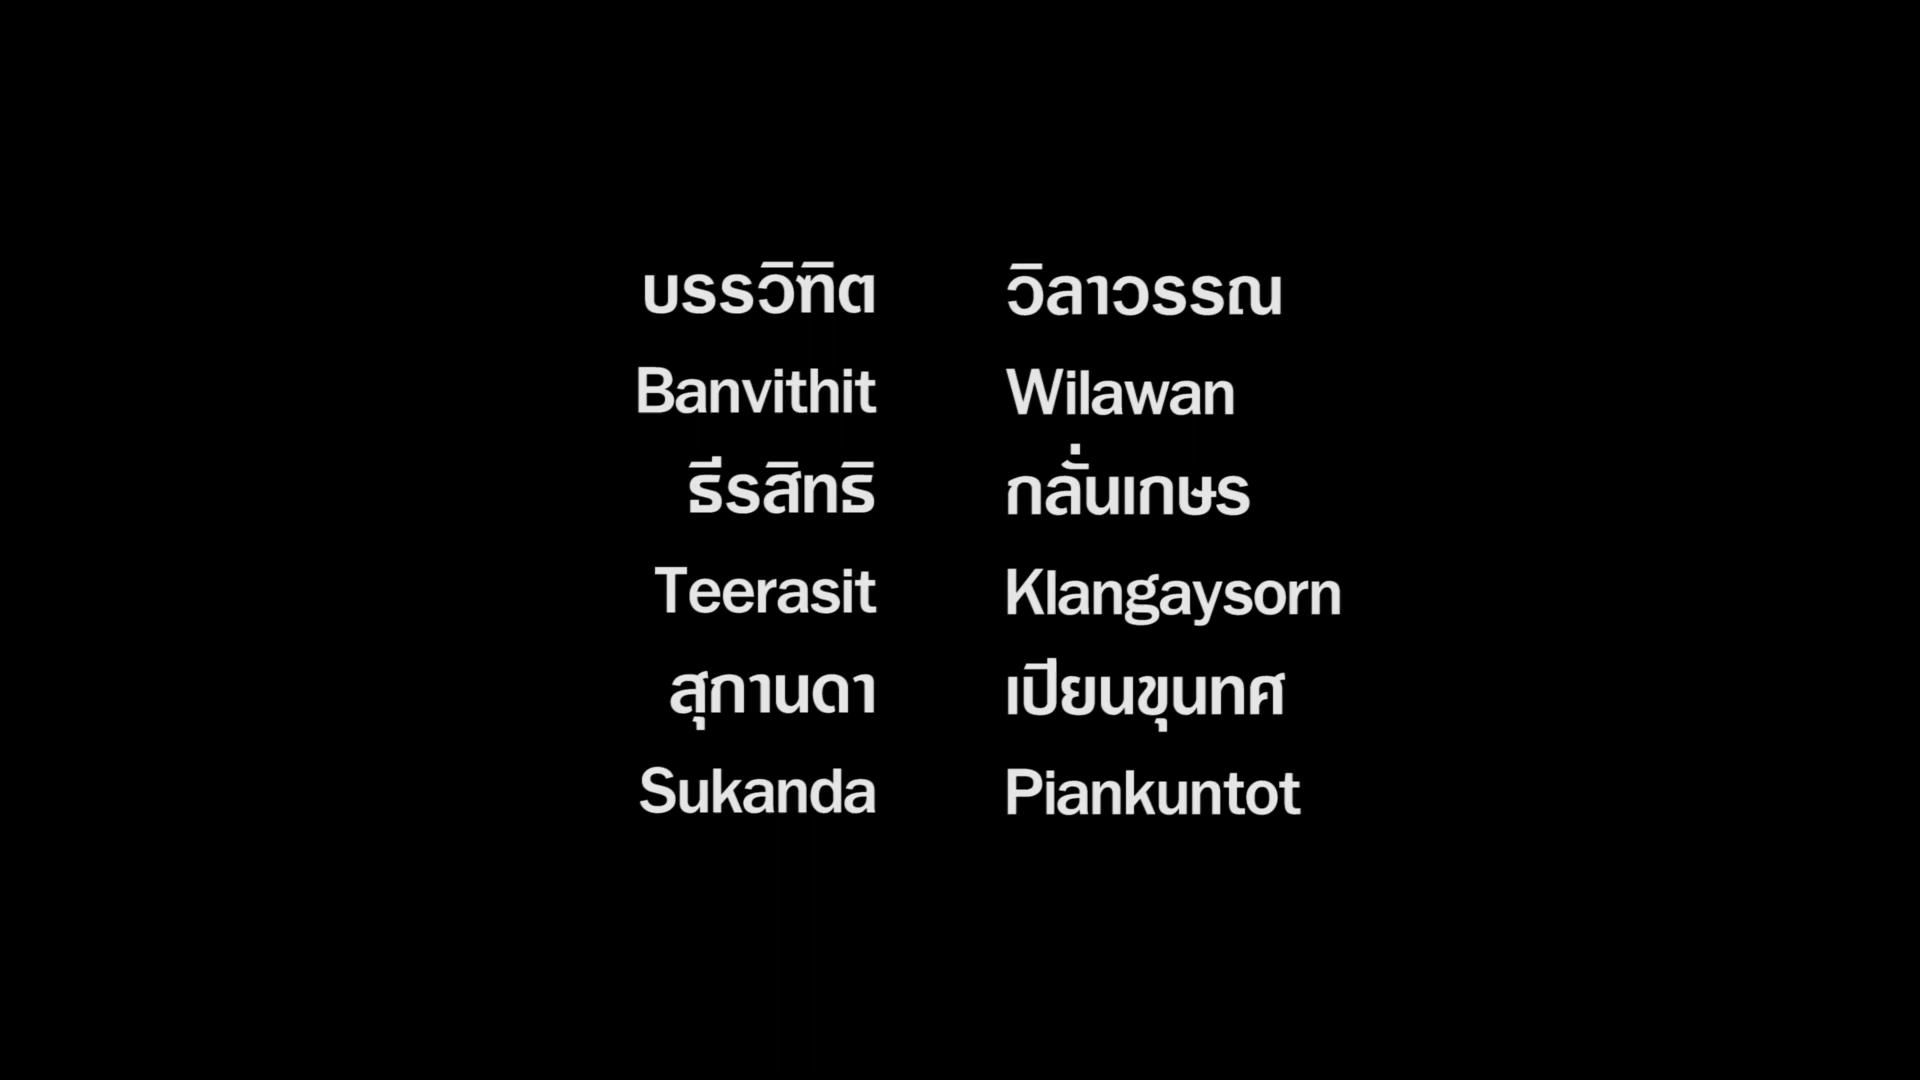 บรรวิฑิต วิลาวรรณ
Banvithit Wilawan
ธีรสิทธิ กลั่นเกษร
Teerasit Klangaysorn
สุกานดา เปียนขุนทศ
Sukanda Piankuntot